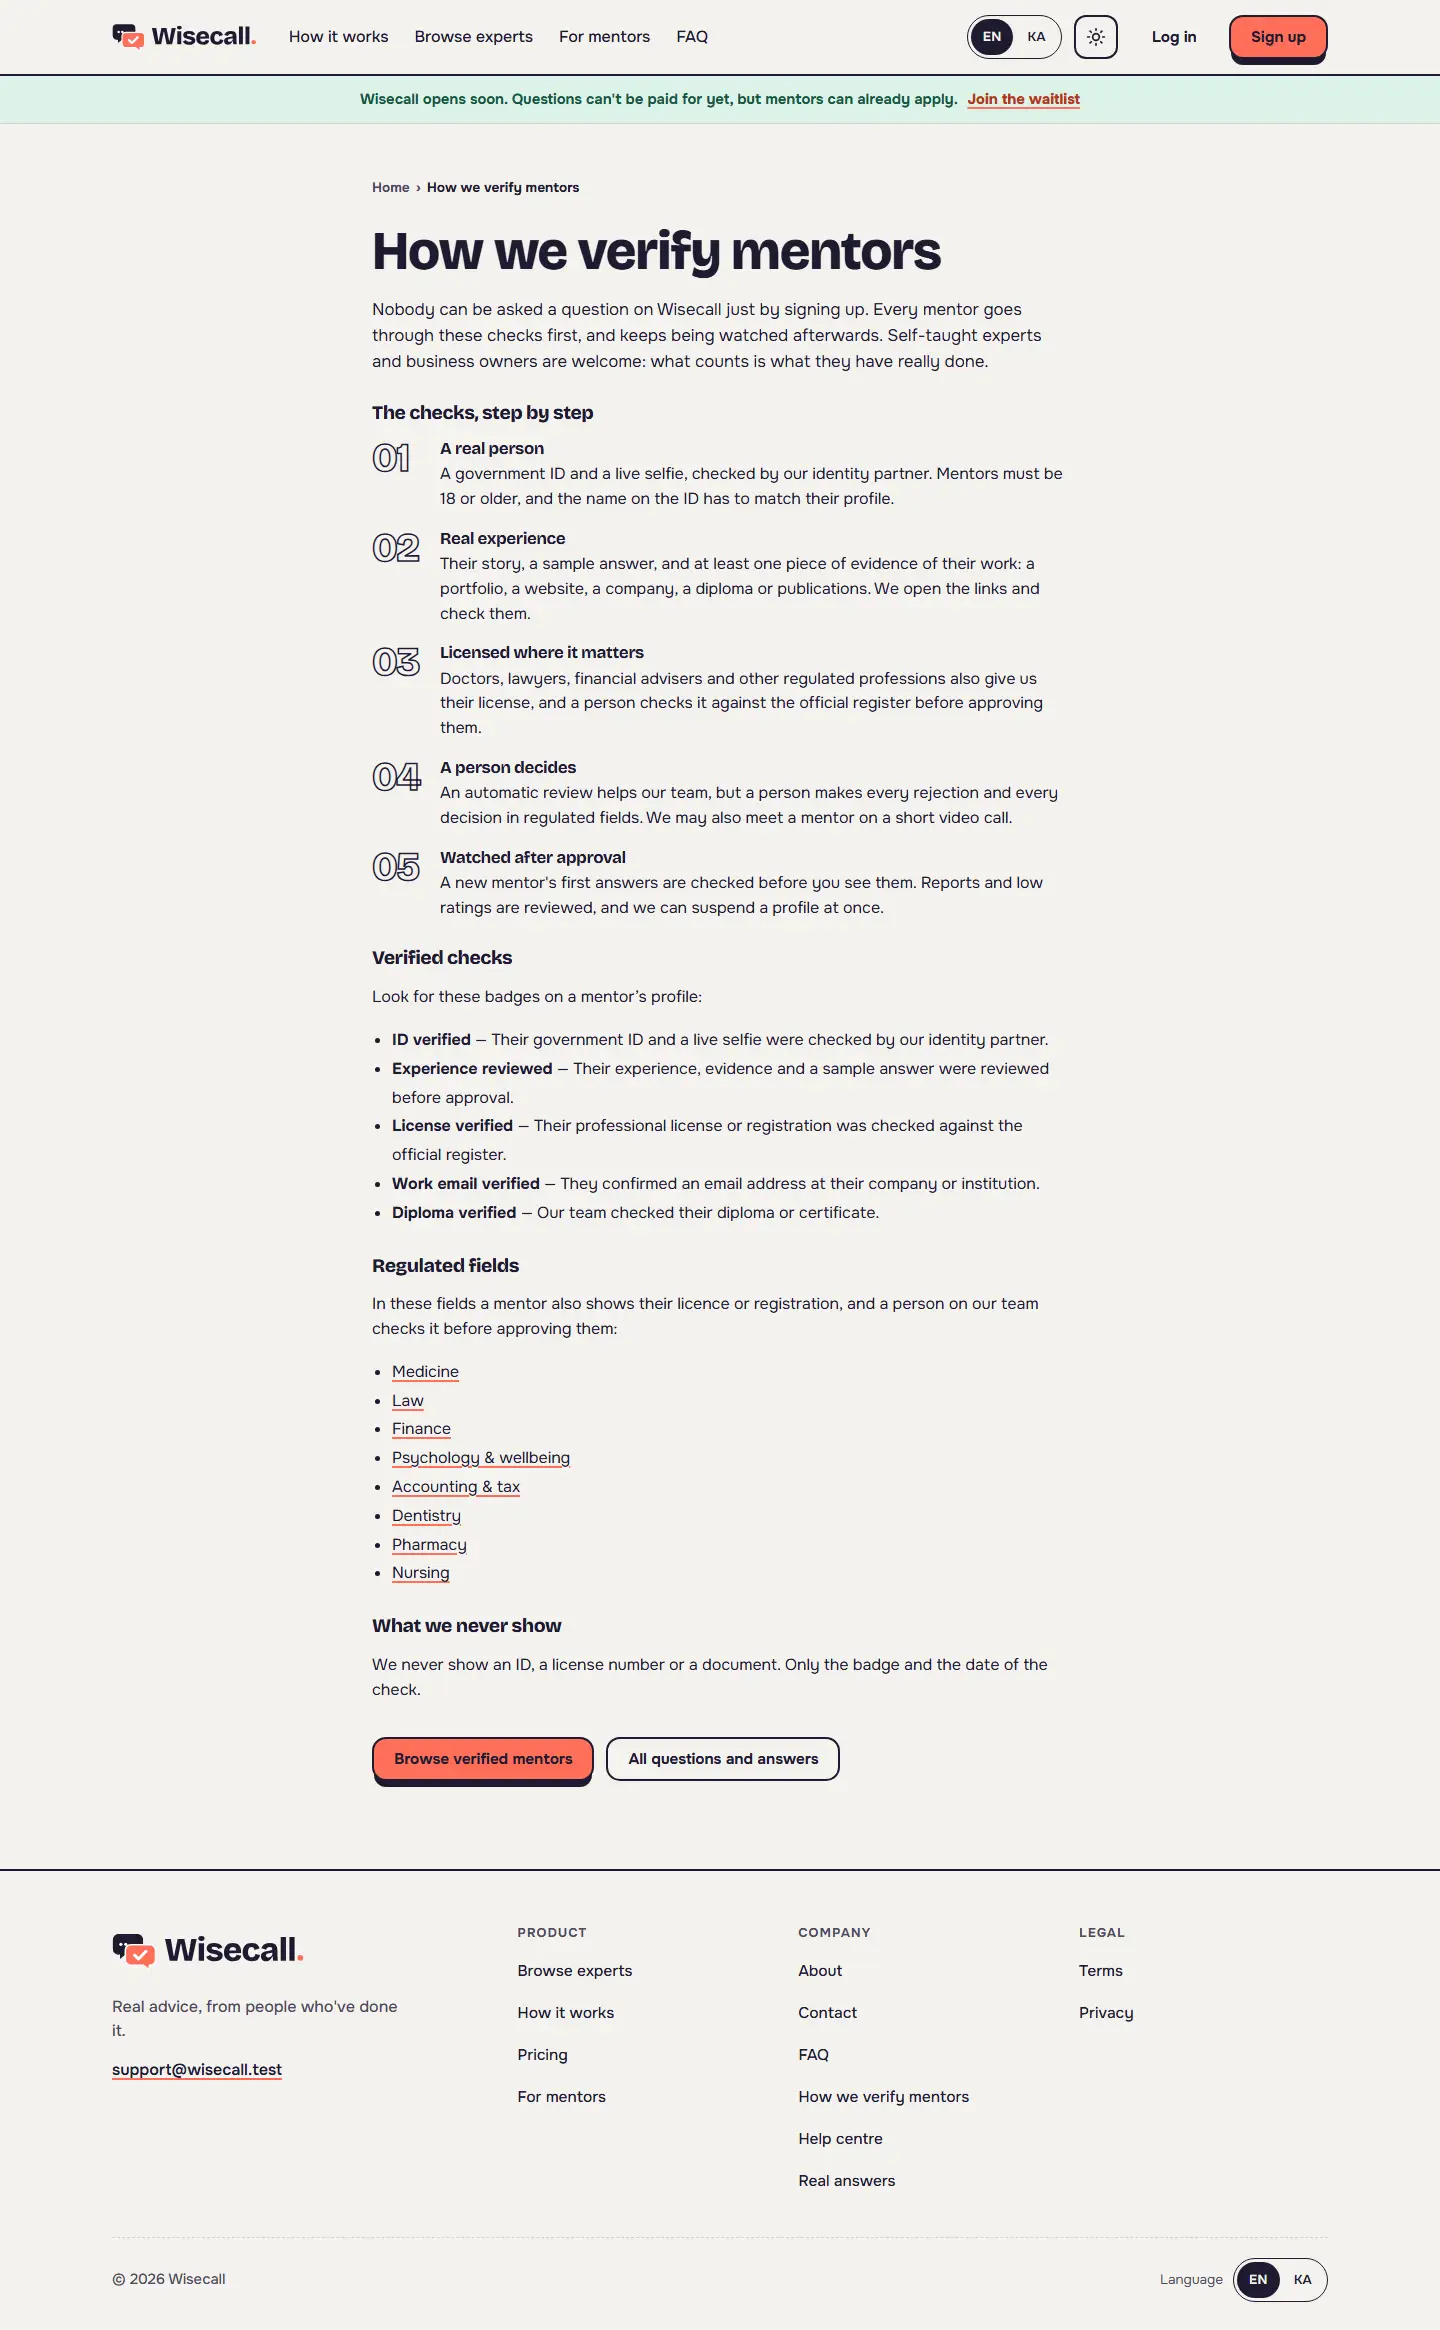 Wisecall.
How it works
Browse experts
For mentors
FAQ
EN
KA
Log in
Sign up
Wisecall opens soon. Questions can't be paid for yet, but mentors can already apply. Join the waitlist
Home › How we verify mentors
How we verify mentors
Nobody can be asked a question on Wisecall just by signing up. Every mentor goes
through these checks first, and keeps being watched afterwards. Self-taught experts
and business owners are welcome: what counts is what they have really done.
The checks, step by step
01
A real person
A government ID and a live selfie, checked by our identity partner. Mentors must be
18 or older, and the name on the ID has to match their profile.
02
Real experience
Their story, a sample answer, and at least one piece of evidence of their work: a
portfolio, a website, a company, a diploma or publications. We open the links and
check them.
03
Licensed where it matters
Doctors, lawyers, financial advisers and other regulated professions also give us
their license, and a person checks it against the official register before approving
them.
04
A person decides
An automatic review helps our team, but a person makes every rejection and every
decision in regulated fields. We may also meet a mentor on a short video call.
05
Watched after approval
A new mentor's first answers are checked before you see them. Reports and low
ratings are reviewed, and we can suspend a profile at once.
Verified checks
Look for these badges on a mentor’s profile:
• ID verified — Their government ID and a live selfie were checked by our identity partner.
• Experience reviewed — Their experience, evidence and a sample answer were reviewed
before approval.
• License verified — Their professional license or registration was checked against the
official register.
• Work email verified — They confirmed an email address at their company or institution.
• Diploma verified — Our team checked their diploma or certificate.
Regulated fields
In these fields a mentor also shows their licence or registration, and a person on our team
checks it before approving them:
• Medicine
• Law
• Finance
• Psychology & wellbeing
• Accounting & tax
• Dentistry
• Pharmacy
• Nursing
What we never show
We never show an ID, a license number or a document. Only the badge and the date of the
check.
Browse verified mentors
All questions and answers
Wisecall.
Real advice, from people who've done
it.
support@wisecall.test
PRODUCT
Browse experts
How it works
Pricing
For mentors
COMPANY
About
Contact
FAQ
How we verify mentors
Help centre
Real answers
LEGAL
Terms
Privacy
© 2026 Wisecall
Language
EN
KA